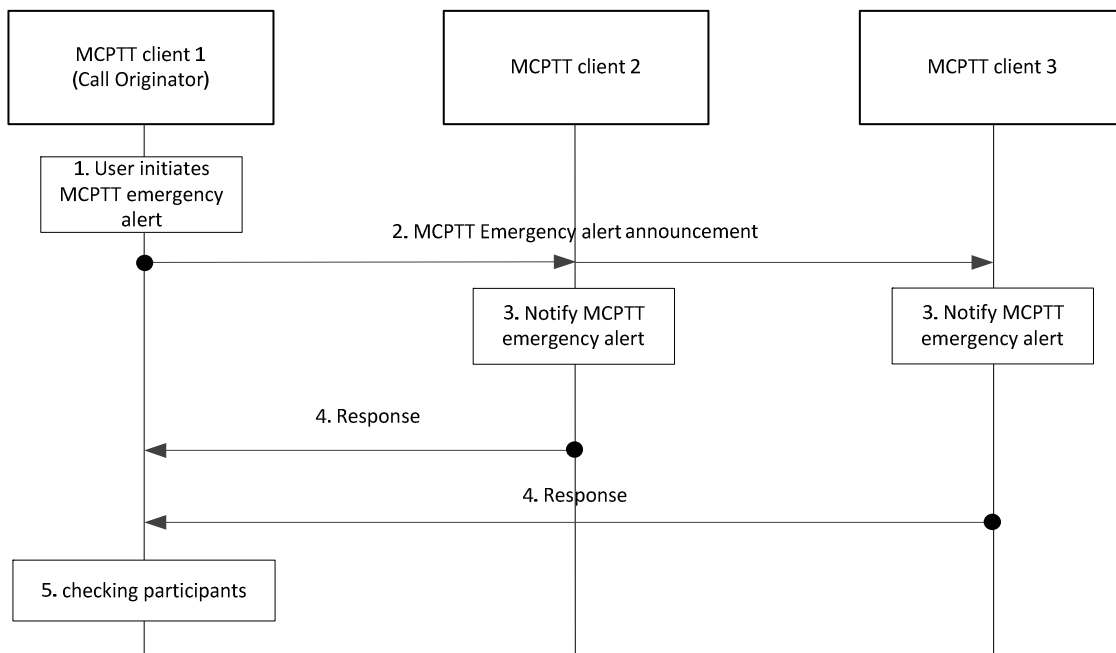 MCPTT client 1
(Call Originator)
MCPTT client 2
MCPTT client 3
1. User initiates
MCPTT emergency
alert
2. MCPTT Emergency alert announcement
3. Notify MCPTT
emergency alert
3. Notify MCPTT
emergency alert
4. Response
4. Response
5. checking participants